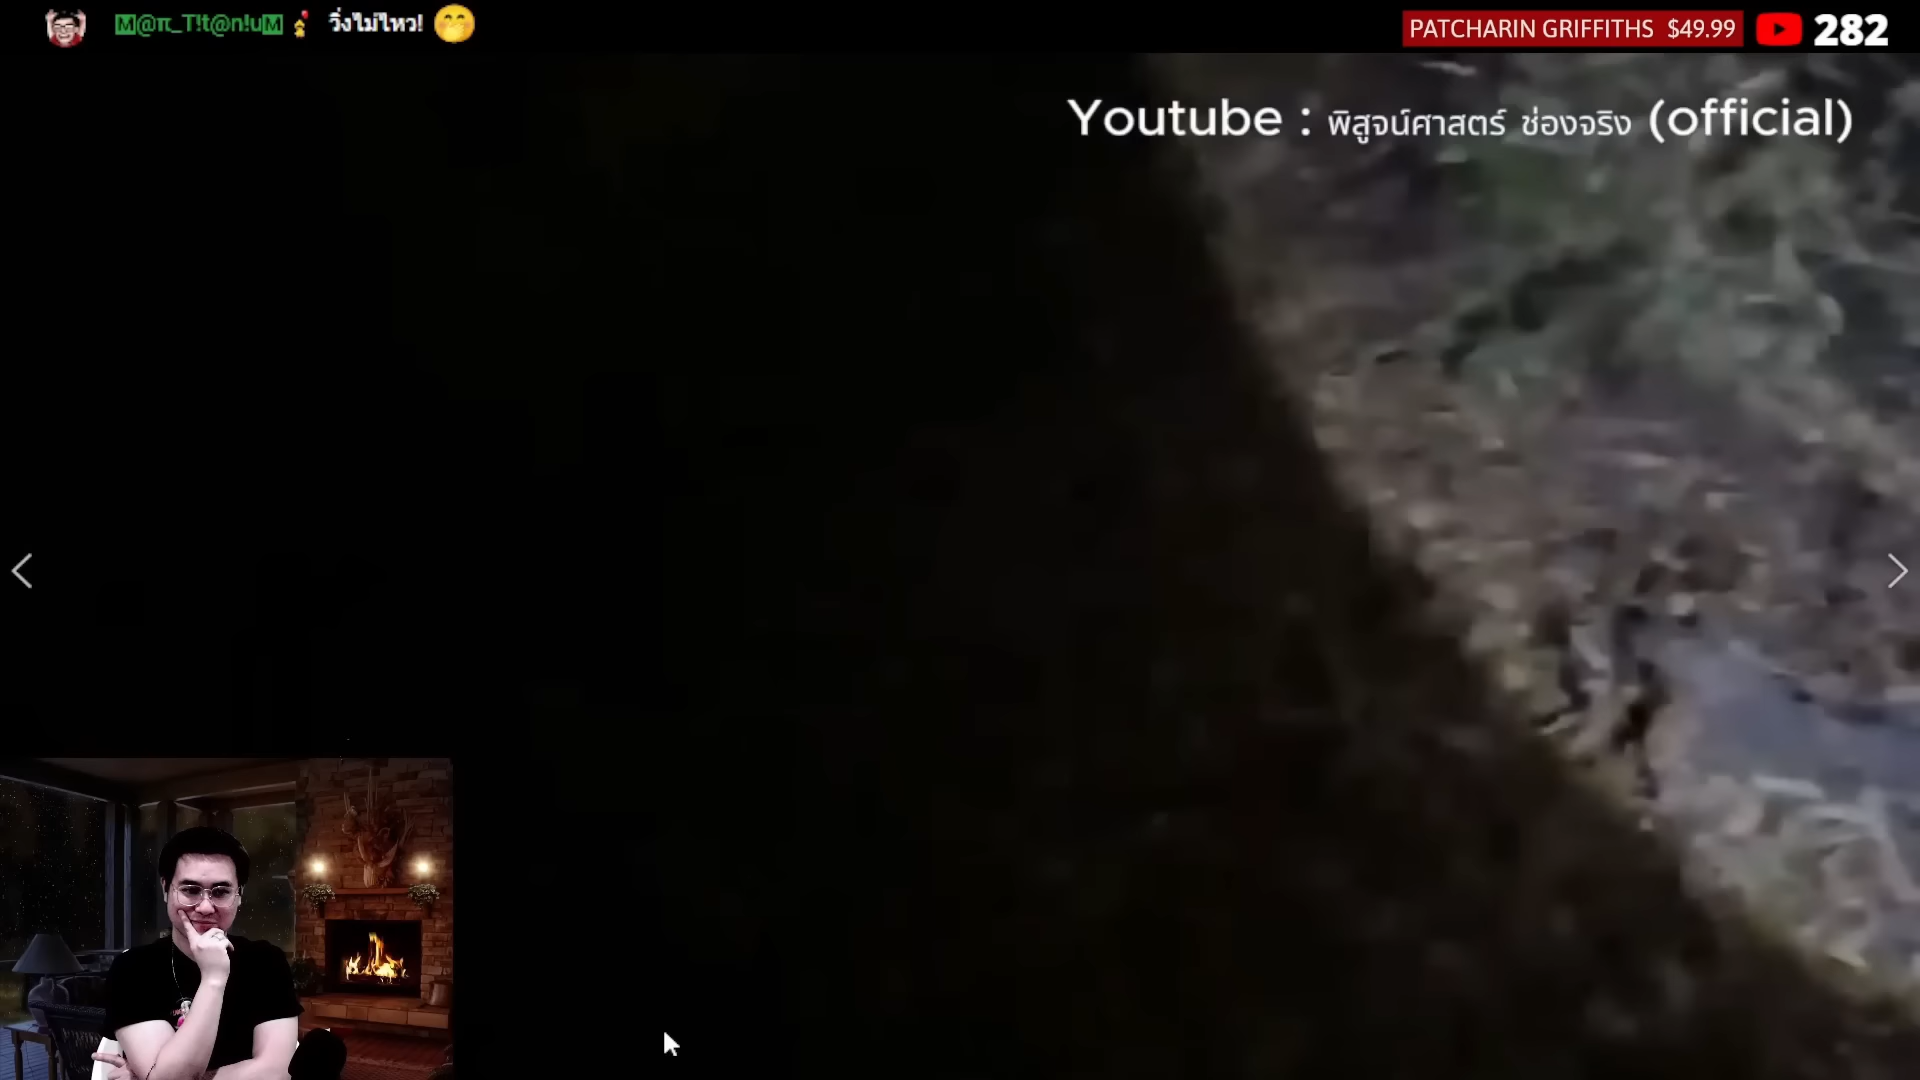 🅼@π_T!t@n!u🅼 วิ่งไม่ไหว! 🤭
PATCHARIN GRIFFITHS $49.99
282
Youtube : พิสูจน์ศาสตร์ ช่องจริง (official)